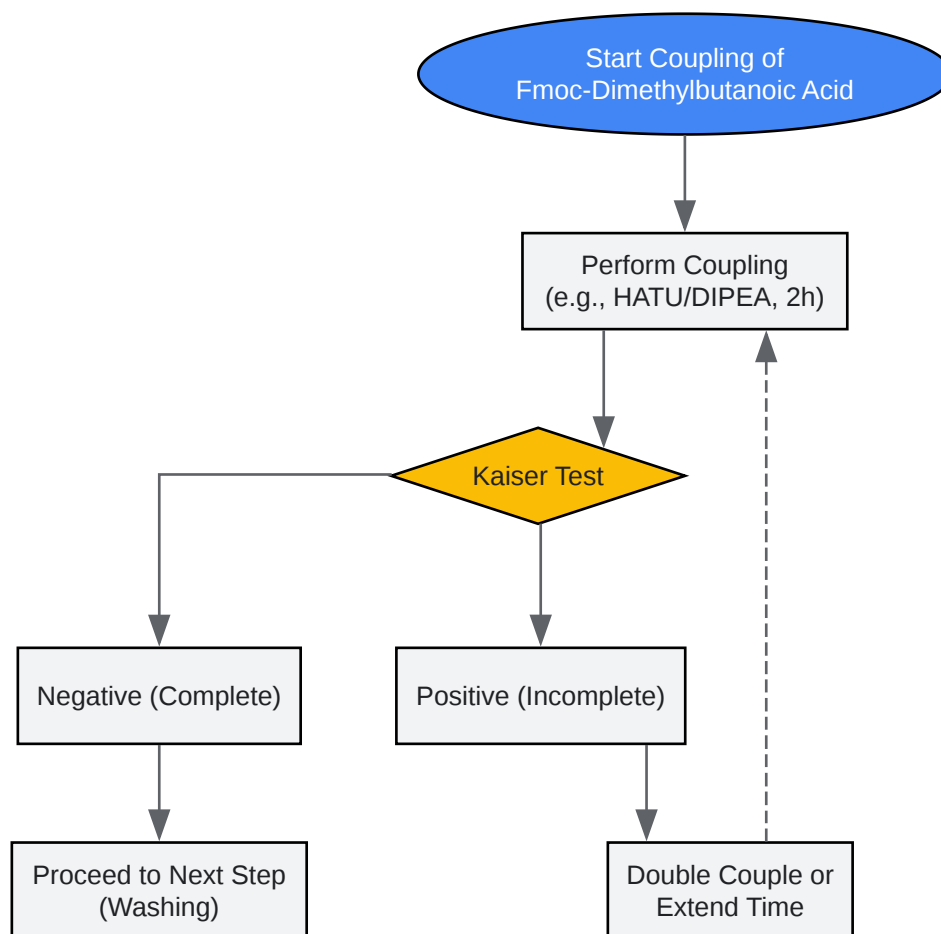 Start Coupling of
Fmoc-Dimethylbutanoic Acid
Perform Coupling
(e.g., HATU/DIPEA, 2h)
Kaiser Test
Negative (Complete)
Positive (Incomplete)
Proceed to Next Step
(Washing)
Double Couple or
Extend Time